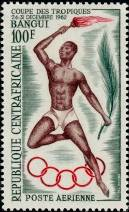 COUPE DES TROPIQUES
24-31 DECEMBRE 1962
BANGUI
100F
REPUBLIQUE CENTRAFRICAINE
POSTE AERIENNE